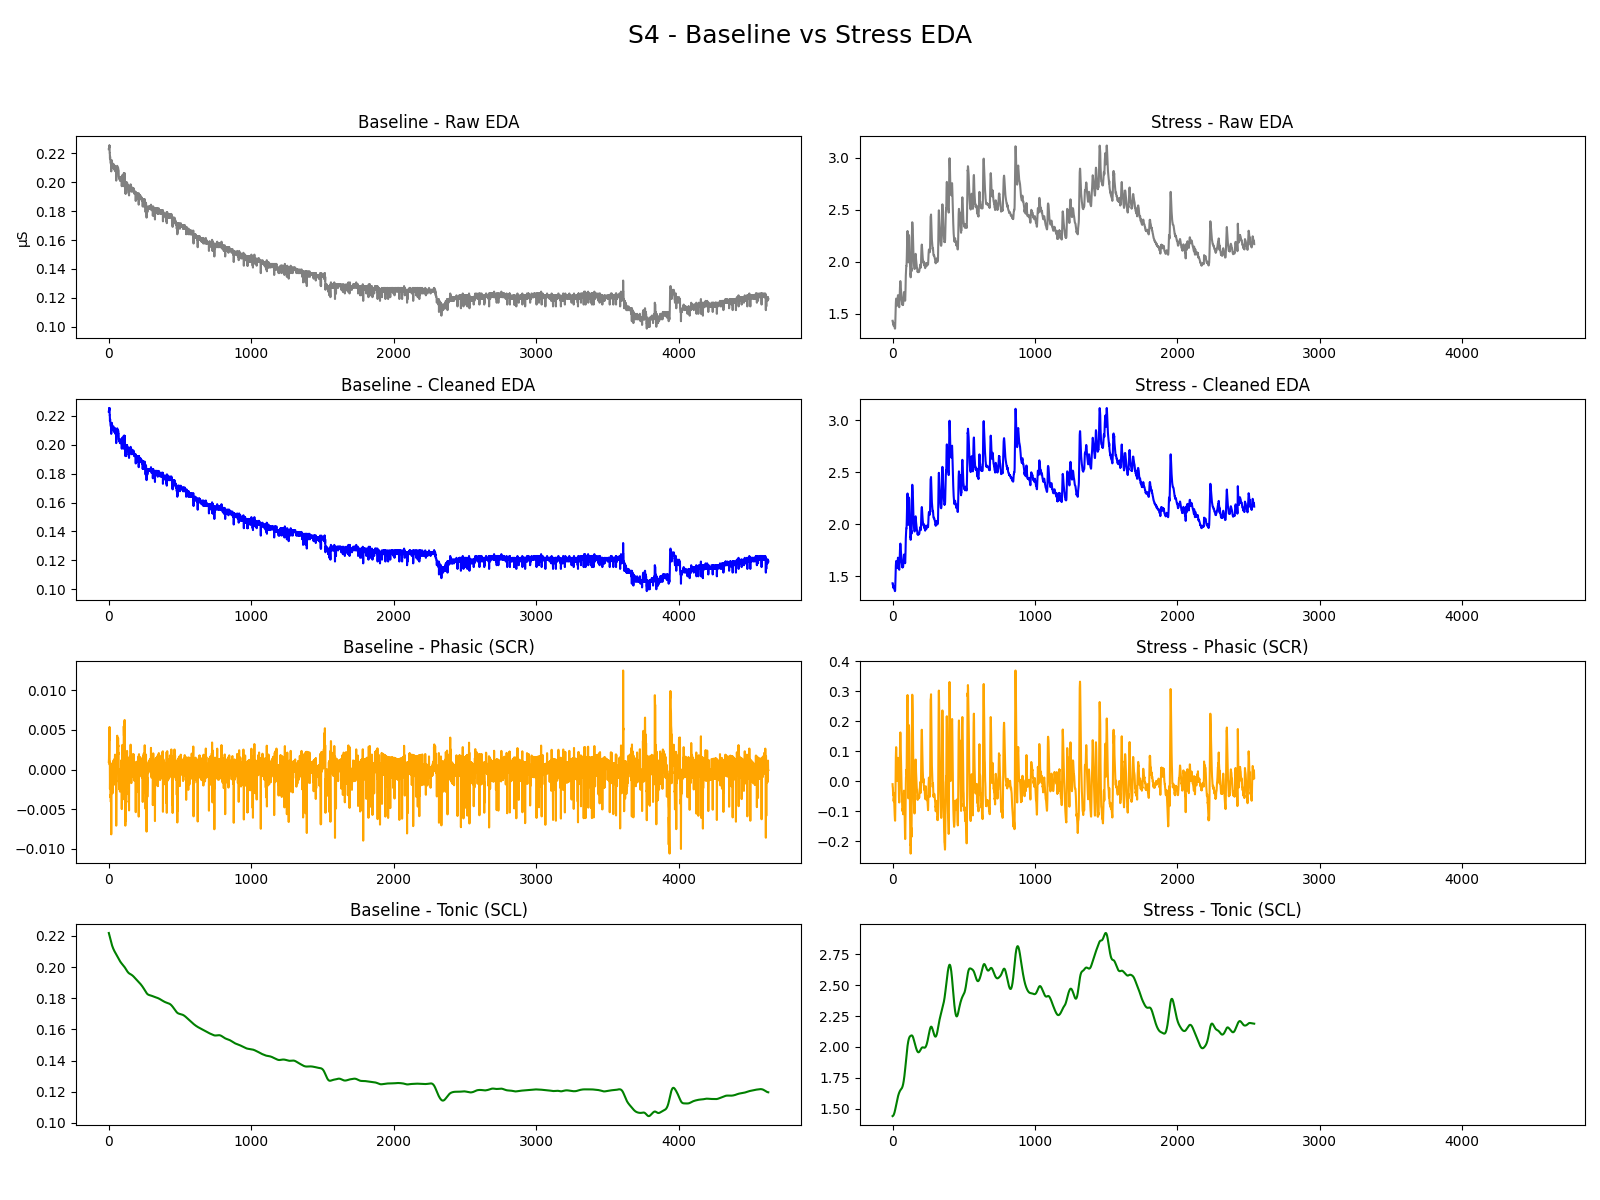 S4 - Baseline vs Stress EDA
Baseline - Raw EDA
µS
0.22
0.20
0.18
0.16
0.14
0.12
0.10
0 1000 2000 3000 4000
Stress - Raw EDA
3.0
2.5
2.0
1.5
0 1000 2000 3000 4000
Baseline - Cleaned EDA
0.22
0.20
0.18
0.16
0.14
0.12
0.10
0 1000 2000 3000 4000
Stress - Cleaned EDA
3.0
2.5
2.0
1.5
0 1000 2000 3000 4000
Baseline - Phasic (SCR)
0.010
0.005
0.000
−0.005
−0.010
0 1000 2000 3000 4000
Stress - Phasic (SCR)
0.4
0.3
0.2
0.1
0.0
−0.1
−0.2
0 1000 2000 3000 4000
Baseline - Tonic (SCL)
0.22
0.20
0.18
0.16
0.14
0.12
0.10
0 1000 2000 3000 4000
Stress - Tonic (SCL)
2.75
2.50
2.25
2.00
1.75
1.50
0 1000 2000 3000 4000